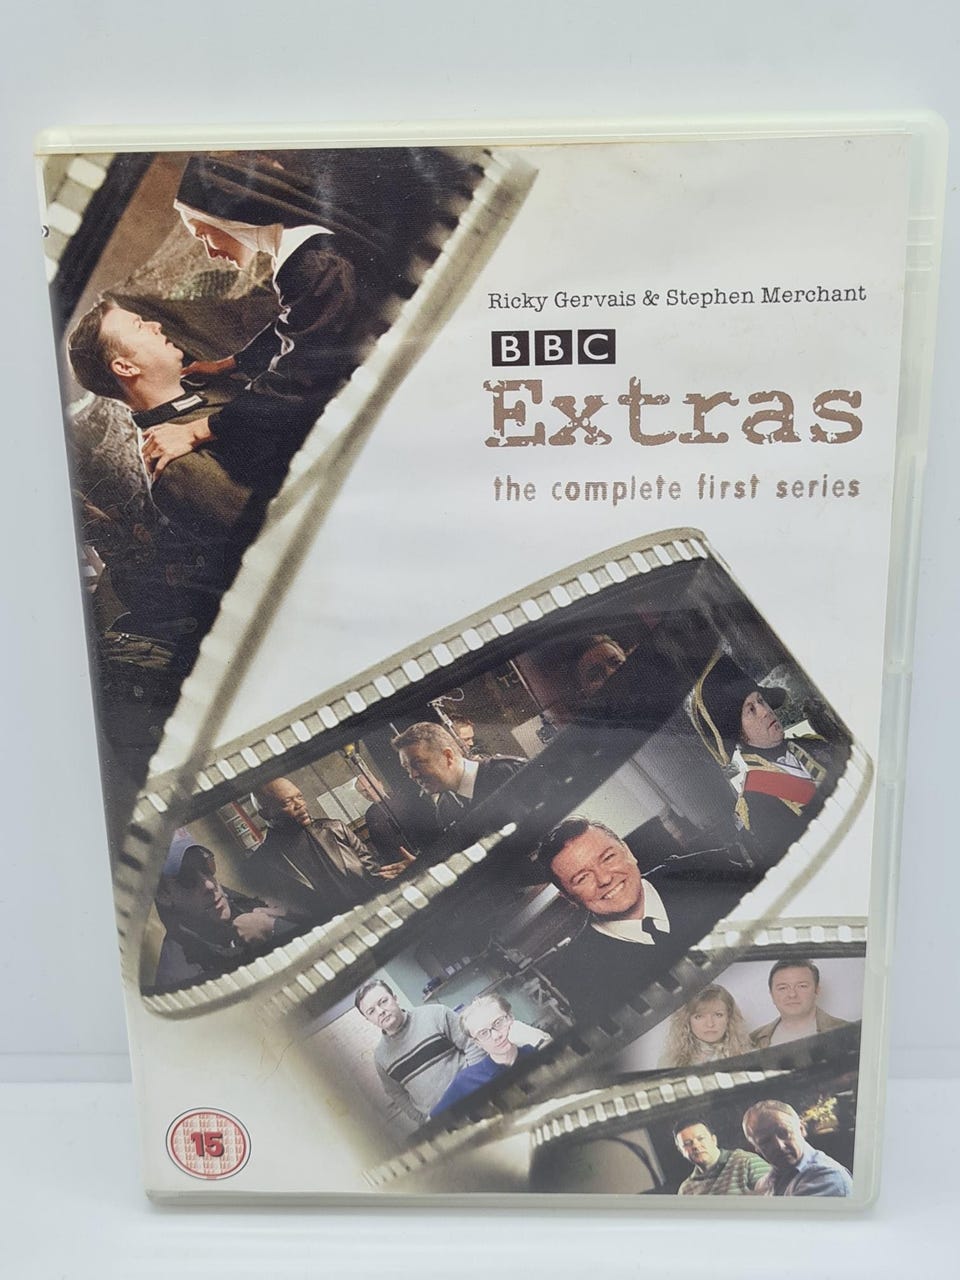 Ricky Gervais & Stephen Merchant
BBC
Extras
the complete first series
15